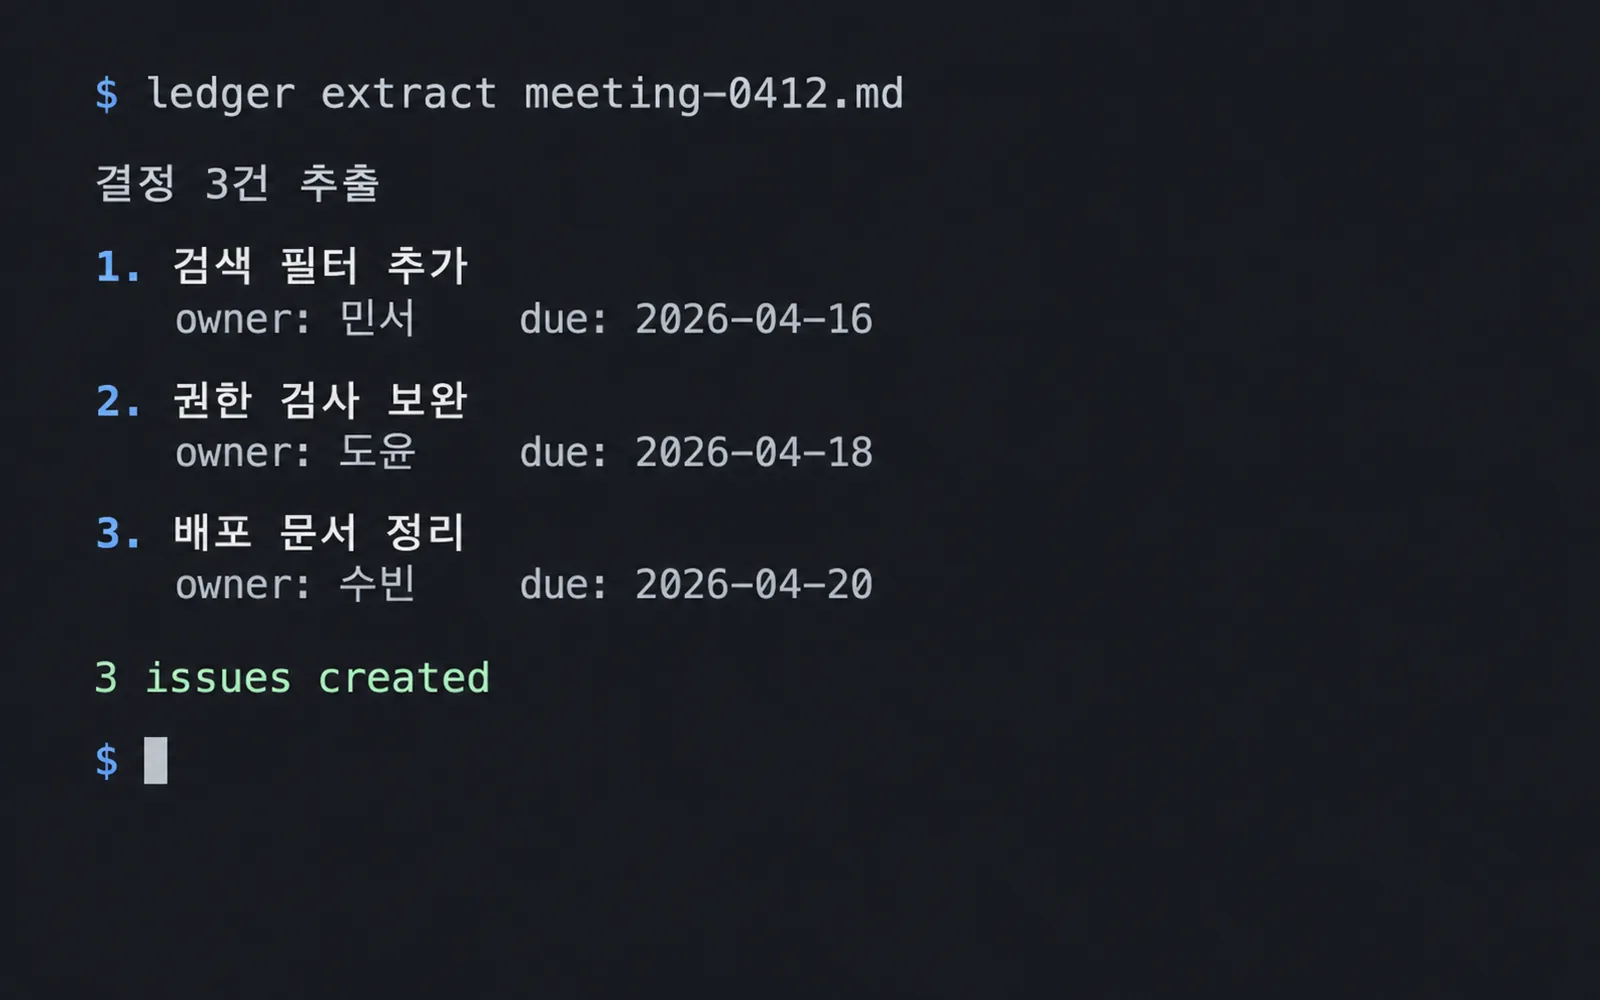 $ ledger extract meeting-0412.md
결정 3건 추출
1. 검색 필터 추가
owner: 민서 due: 2026-04-16
2. 권한 검사 보완
owner: 도윤 due: 2026-04-18
3. 배포 문서 정리
owner: 수빈 due: 2026-04-20
3 issues created
$